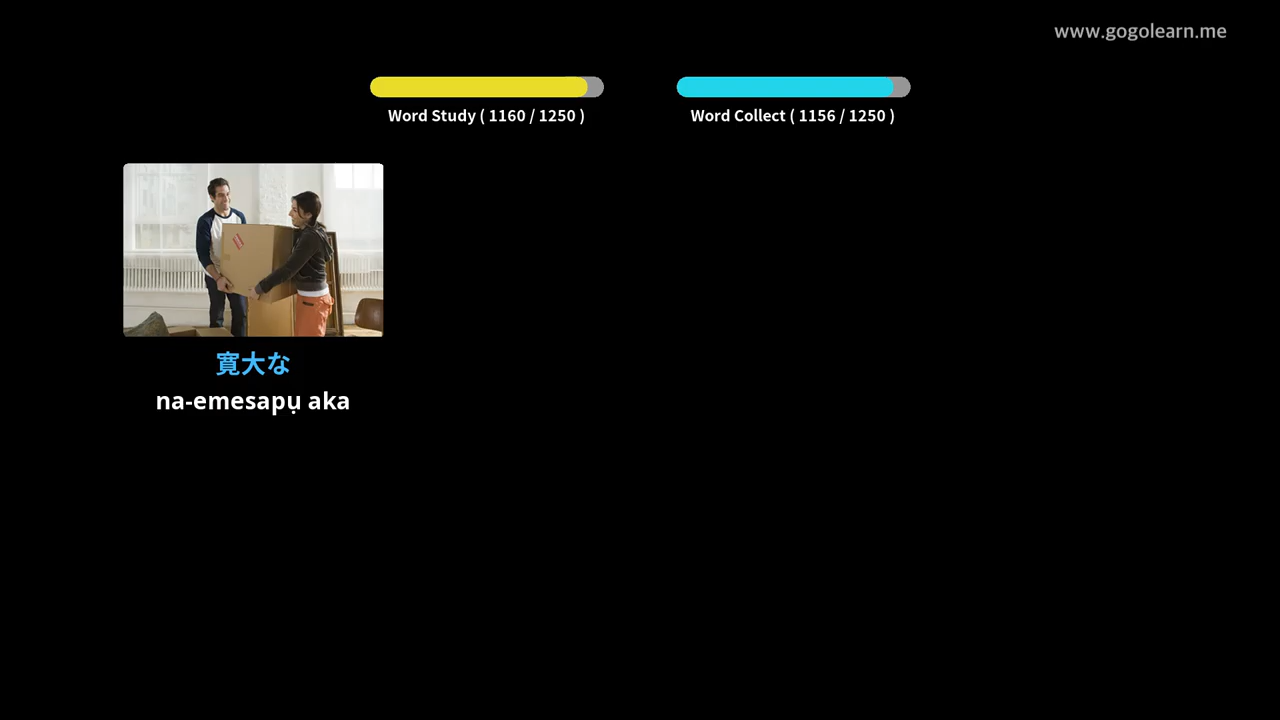 www.gogolearn.me
Word Study ( 1160 / 1250 )
Word Collect ( 1156 / 1250 )
寛大な
na-emesapụ aka